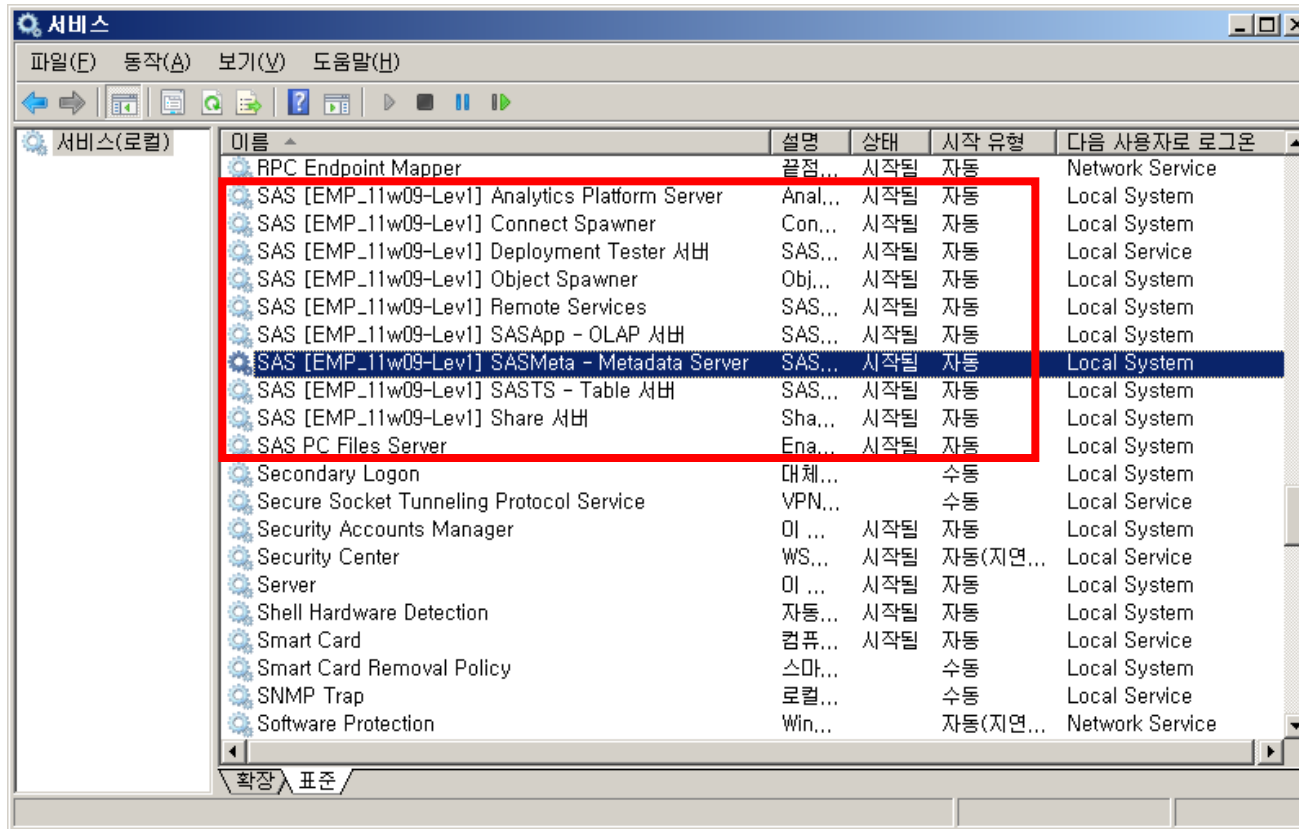 서비스
파일(F) 동작(A) 보기(V) 도움말(H)
서비스(로컬)
이름 설명 상태 시작 유형 다음 사용자로 로그온
RPC Endpoint Mapper 끝점... 시작됨 자동 Network Service
SAS [EMP_11w09-Lev1] Analytics Platform Server Anal... 시작됨 자동 Local System
SAS [EMP_11w09-Lev1] Connect Spawner Con... 시작됨 자동 Local System
SAS [EMP_11w09-Lev1] Deployment Tester 서버 SAS... 시작됨 자동 Local Service
SAS [EMP_11w09-Lev1] Object Spawner Obj... 시작됨 자동 Local System
SAS [EMP_11w09-Lev1] Remote Services SAS... 시작됨 자동 Local System
SAS [EMP_11w09-Lev1] SASApp - OLAP 서버 SAS... 시작됨 자동 Local System
SAS [EMP_11w09-Lev1] SASMeta - Metadata Server SAS... 시작됨 자동 Local System
SAS [EMP_11w09-Lev1] SASTS - Table 서버 SAS... 시작됨 자동 Local System
SAS [EMP_11w09-Lev1] Share 서버 Sha... 시작됨 자동 Local System
SAS PC Files Server Ena... 시작됨 자동 Local System
Secondary Logon 대체... 수동 Local System
Secure Socket Tunneling Protocol Service VPN... 수동 Local Service
Security Accounts Manager 이 ... 시작됨 자동 Local System
Security Center WS... 시작됨 자동(지연... Local Service
Server 이 ... 시작됨 자동 Local System
Shell Hardware Detection 자동... 시작됨 자동 Local System
Smart Card 컴퓨... 시작됨 자동 Local Service
Smart Card Removal Policy 스마... 수동 Local System
SNMP Trap 로컬... 수동 Local Service
Software Protection Win... 자동(지연... Network Service
확장 표준